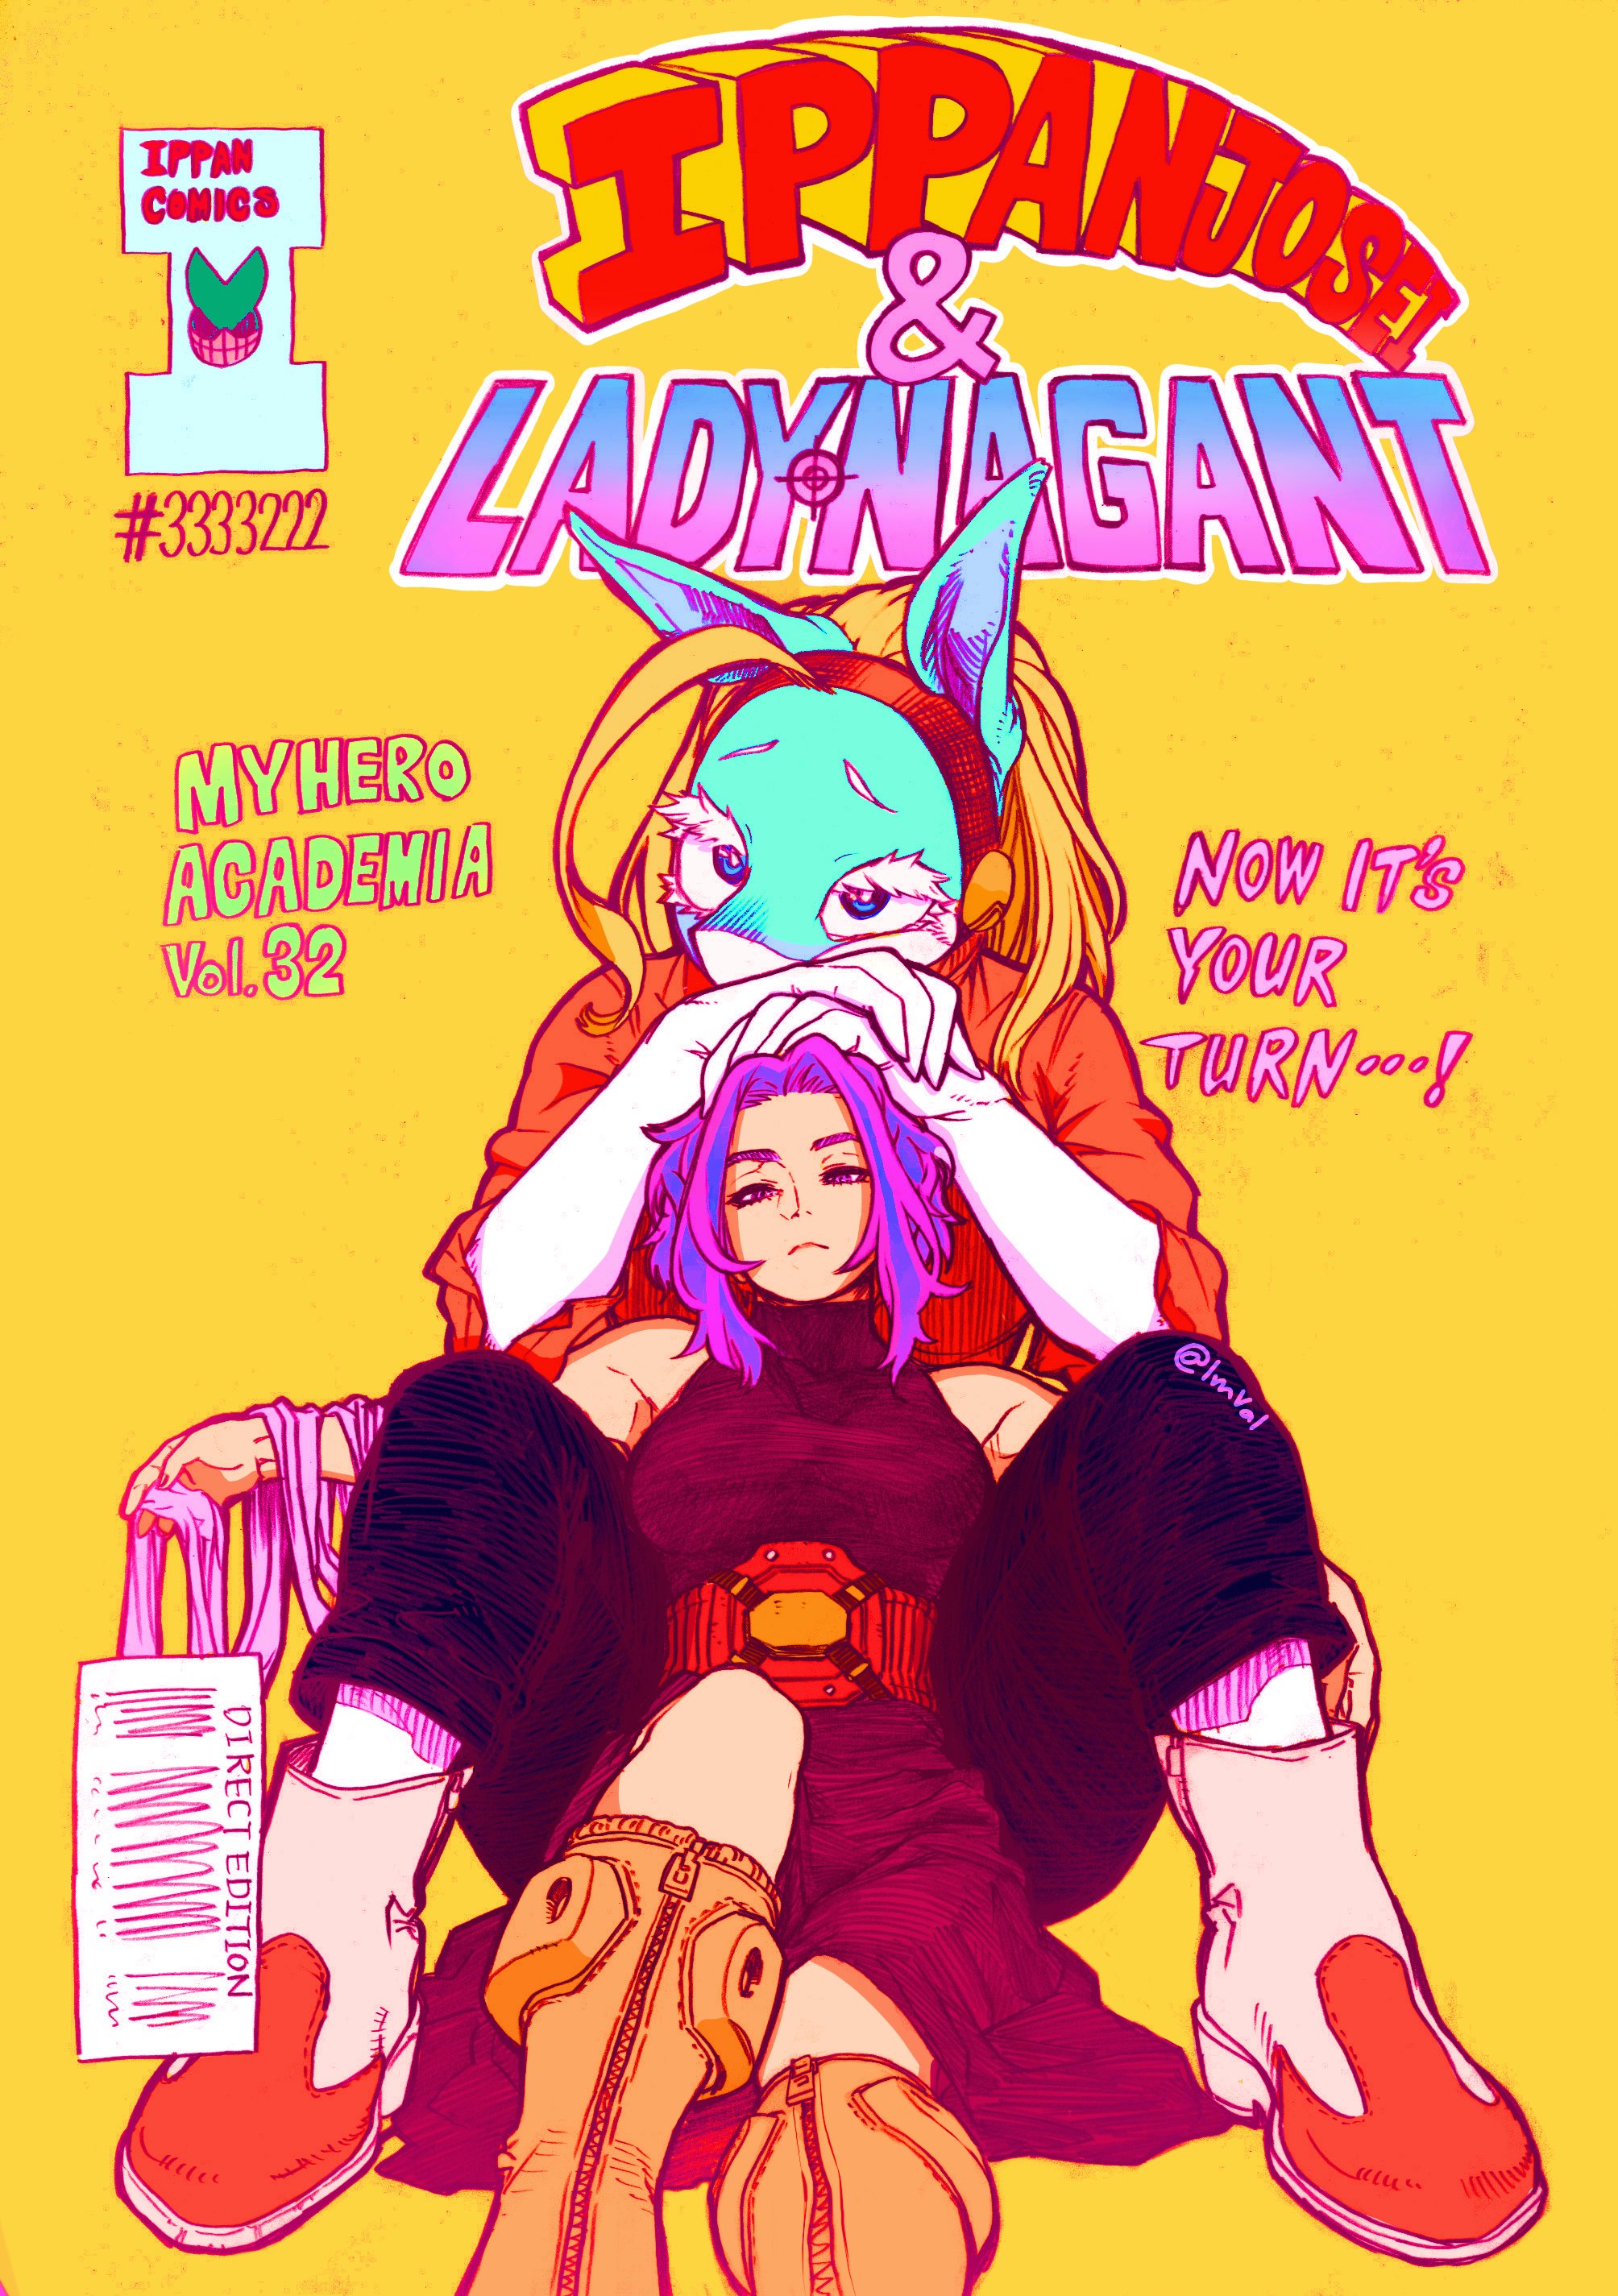 IPPAN
COMICS
#3333222
IPPANJOSEI
&
LADYNAGANT
MYHERO
ACADEMIA
Vol.32
NOW IT'S
YOUR
TURN...!
@lmval
DIRECT EDITION